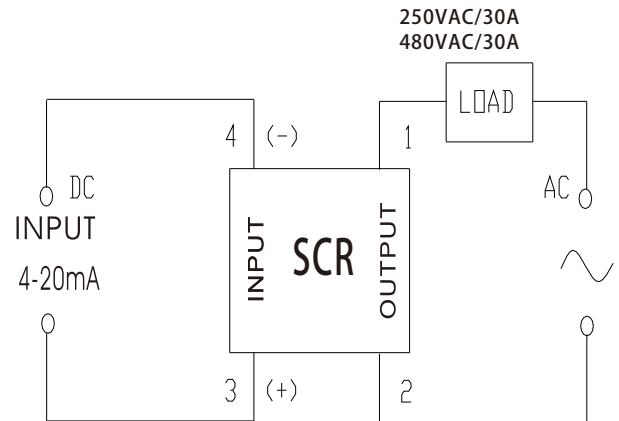 250VAC/30A
480VAC/30A
LOAD
4 (-)
1
DC
INPUT
4-20mA
INPUT
SCR
OUTPUT
AC
3 (+)
2